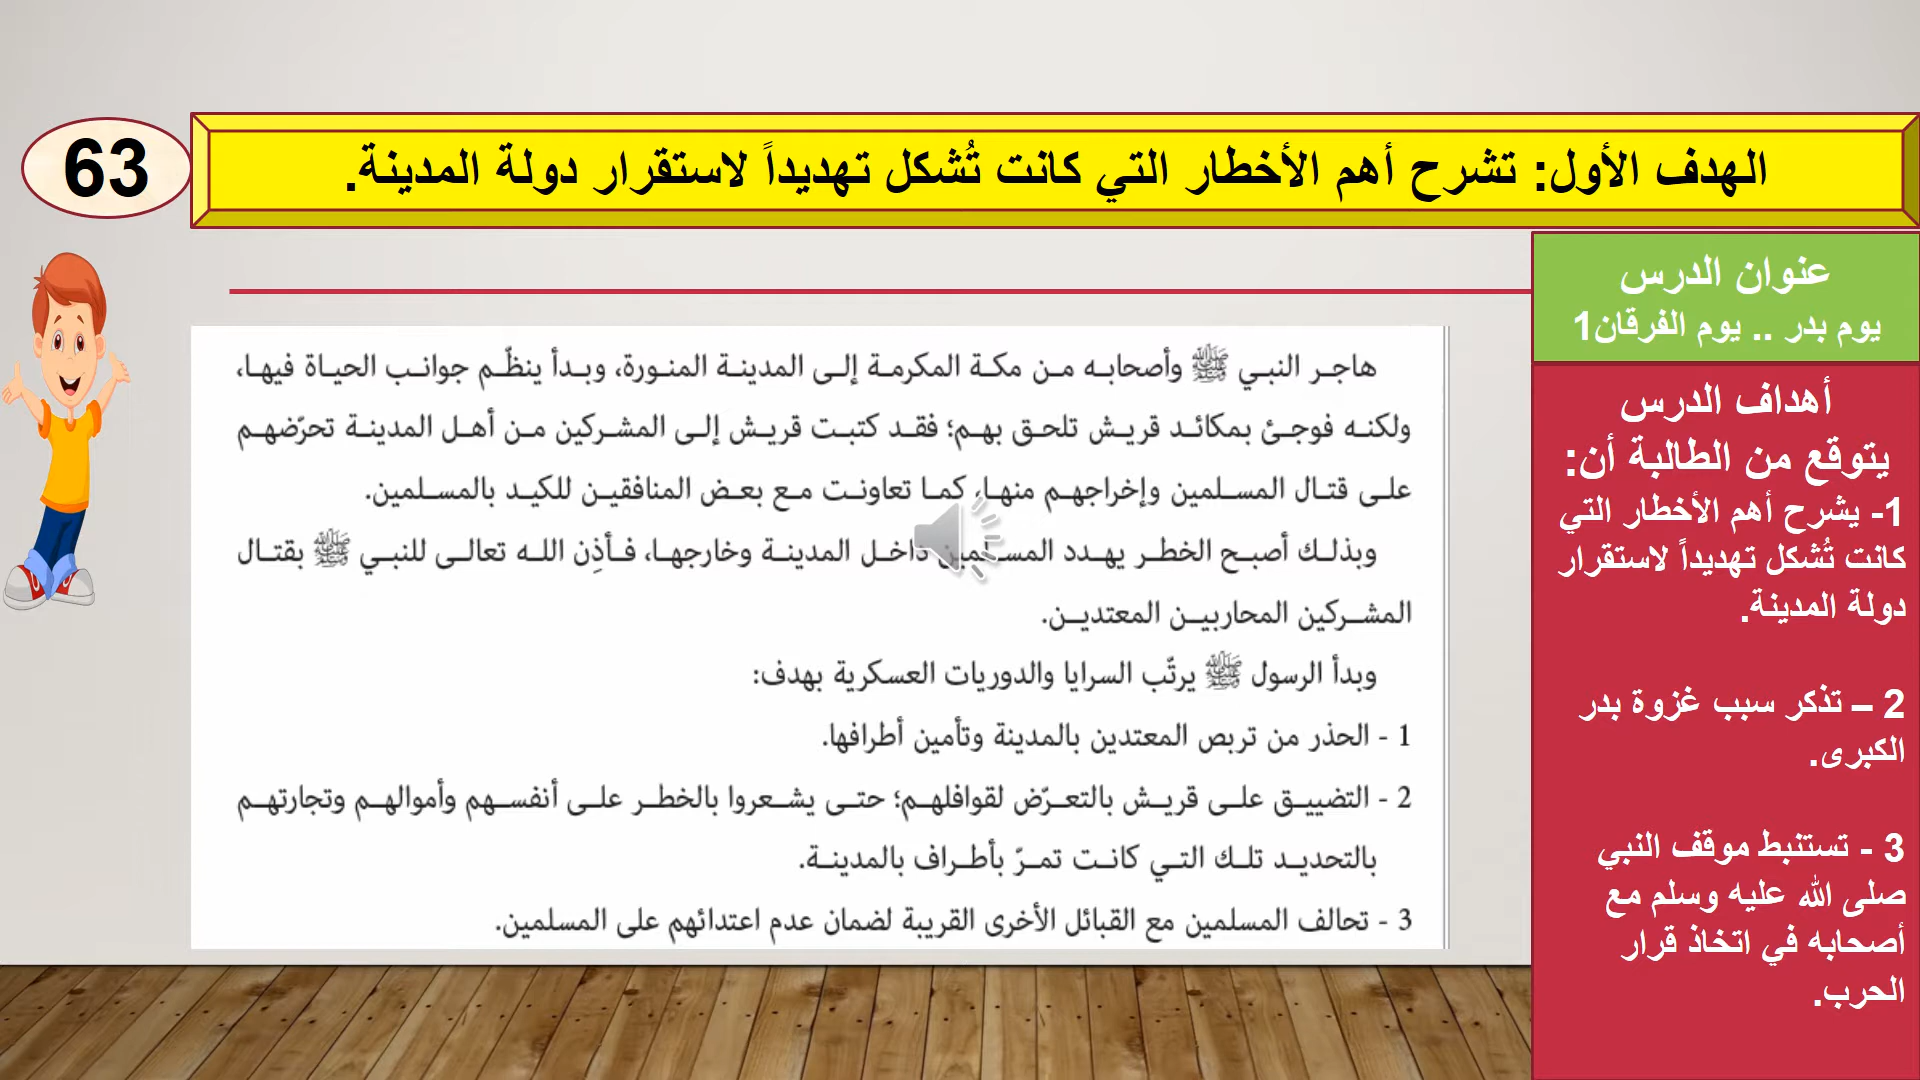 63
الهدف الأول: تشرح أهم الأخطار التي كانت تُشكل تهديداً لاستقرار دولة المدينة.
عنوان الدرس
يوم بدر .. يوم الفرقان1
أهداف الدرس
يتوقع من الطالبة أن:
1- يشرح أهم الأخطار التي
كانت تُشكل تهديداً لاستقرار
دولة المدينة.
2 – تذكر سبب غزوة بدر
الكبرى.
3 - تستنبط موقف النبي
صلى الله عليه وسلم مع
أصحابه في اتخاذ قرار
الحرب.
هاجر النبي ﷺ وأصحابه من مكة المكرمة إلى المدينة المنورة، وبدأ ينظّم جوانب الحياة فيها،
ولكنه فوجئ بمكائد قريش تلحق بهم؛ فقد كتبت قريش إلى المشركين من أهل المدينة تحرّضهم
على قتال المسلمين وإخراجهم منها، كما تعاونت مع بعض المنافقين للكيد بالمسلمين.
وبذلك أصبح الخطر يهدد المسلمين داخل المدينة وخارجها، فأذِن الله تعالى للنبي ﷺ بقتال
المشركين المحاربين المعتدين.
وبدأ الرسول ﷺ يرتّب السرايا والدوريات العسكرية بهدف:
1 - الحذر من تربص المعتدين بالمدينة وتأمين أطرافها.
2 - التضييق على قريش بالتعرّض لقوافلهم؛ حتى يشعروا بالخطر على أنفسهم وأموالهم وتجارتهم
بالتحديد تلك التي كانت تمرّ بأطراف بالمدينة.
3 - تحالف المسلمين مع القبائل الأخرى القريبة لضمان عدم اعتدائهم على المسلمين.